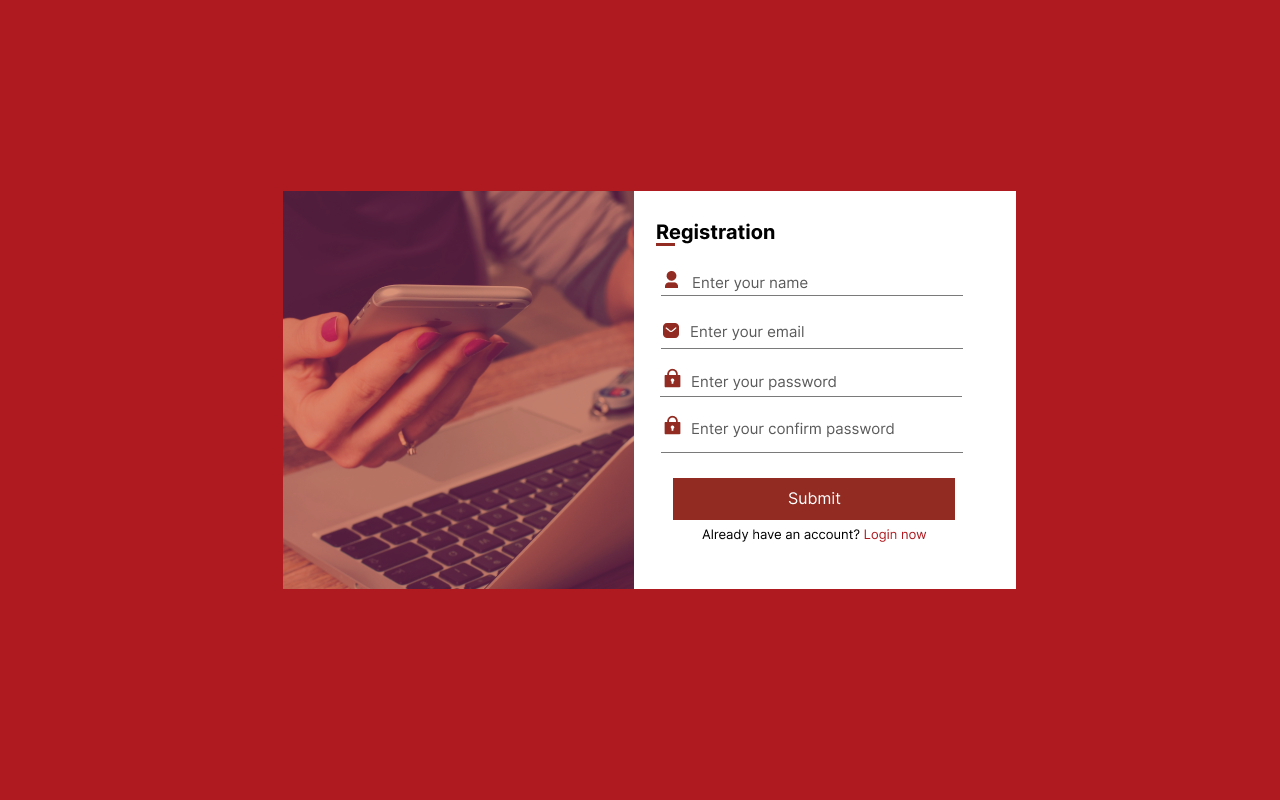 Registration
Enter your name
Enter your email
Enter your password
Enter your confirm password
Submit
Already have an account? Login now